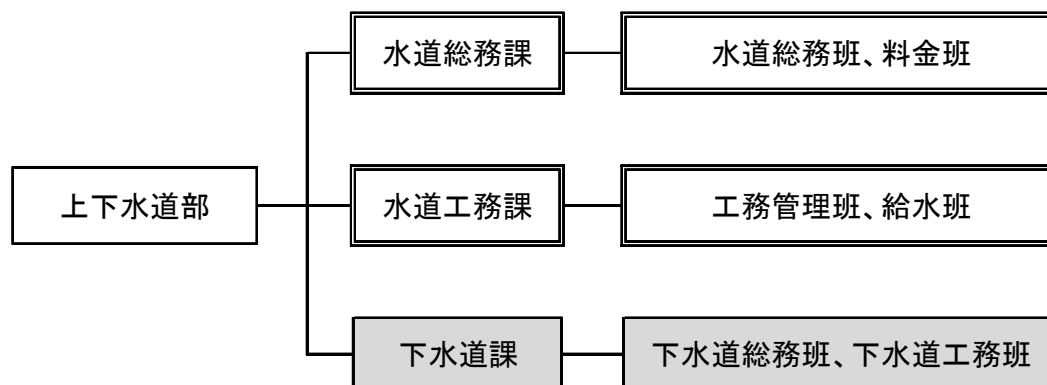 水道総務課
水道総務班、料金班
上下水道部
水道工務課
工務管理班、給水班
下水道課
下水道総務班、下水道工務班